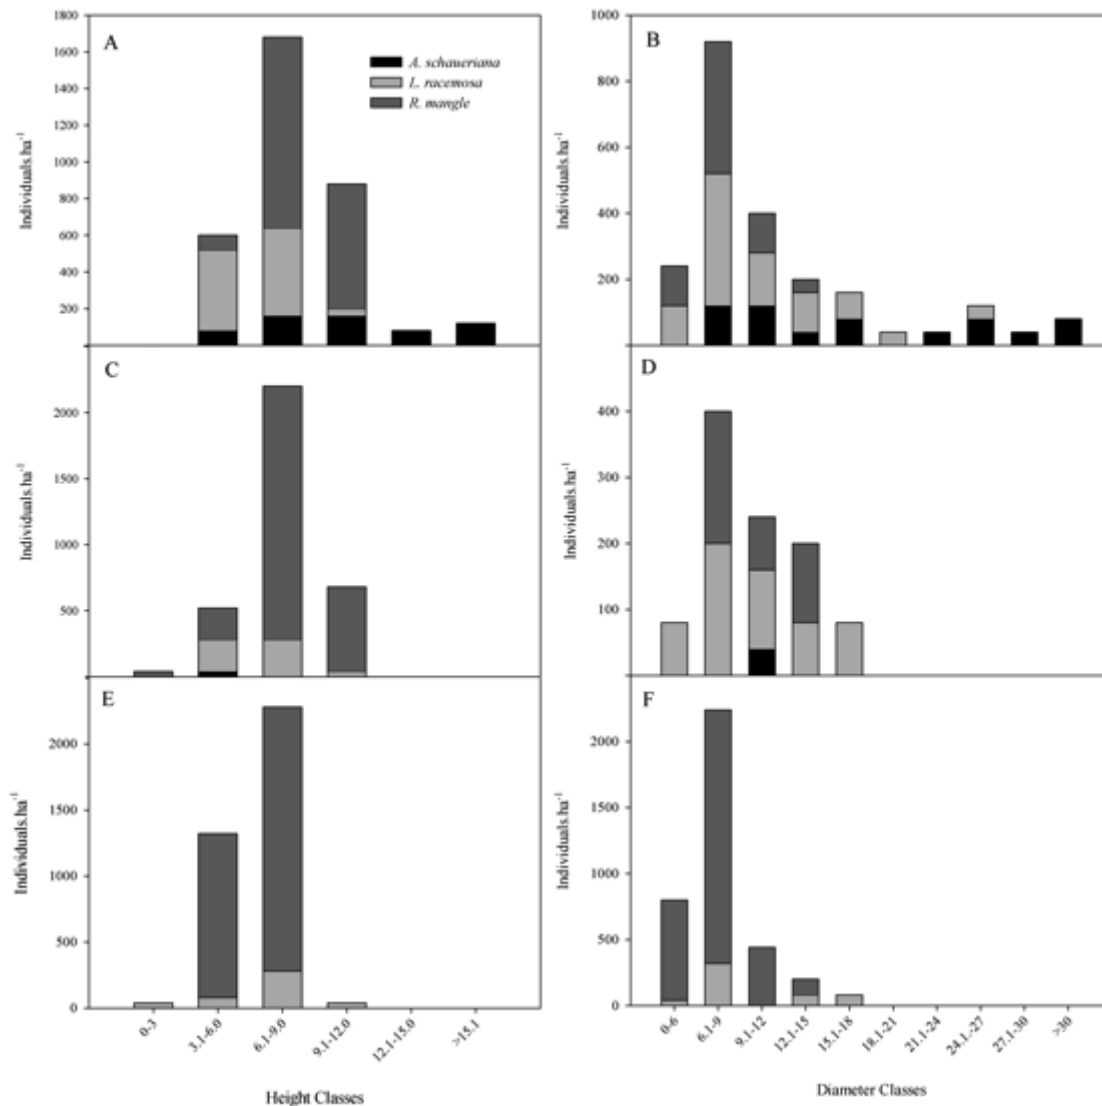 A
1800
1600
1400
1200
1000
800
600
400
200
Individuals.ha-1
A. schaueriana
L. racemosa
R. mangle
B
1000
800
600
400
200
Individuals.ha-1
C
2000
1500
1000
500
Individuals.ha-1
D
400
300
200
100
Individuals.ha-1
E
2000
1500
1000
500
0
Individuals.ha-1
0-3
3.1-6.0
6.1-9.0
9.1-12.0
12.1-15.0
>15.1
Height Classes
F
2000
1500
1000
500
0
Individuals.ha-1
0-6
6.1-9
9.1-12
12.1-15
15.1-18
18.1-21
21.1-24
24.1.-27
27.1-30
>30
Diameter Classes